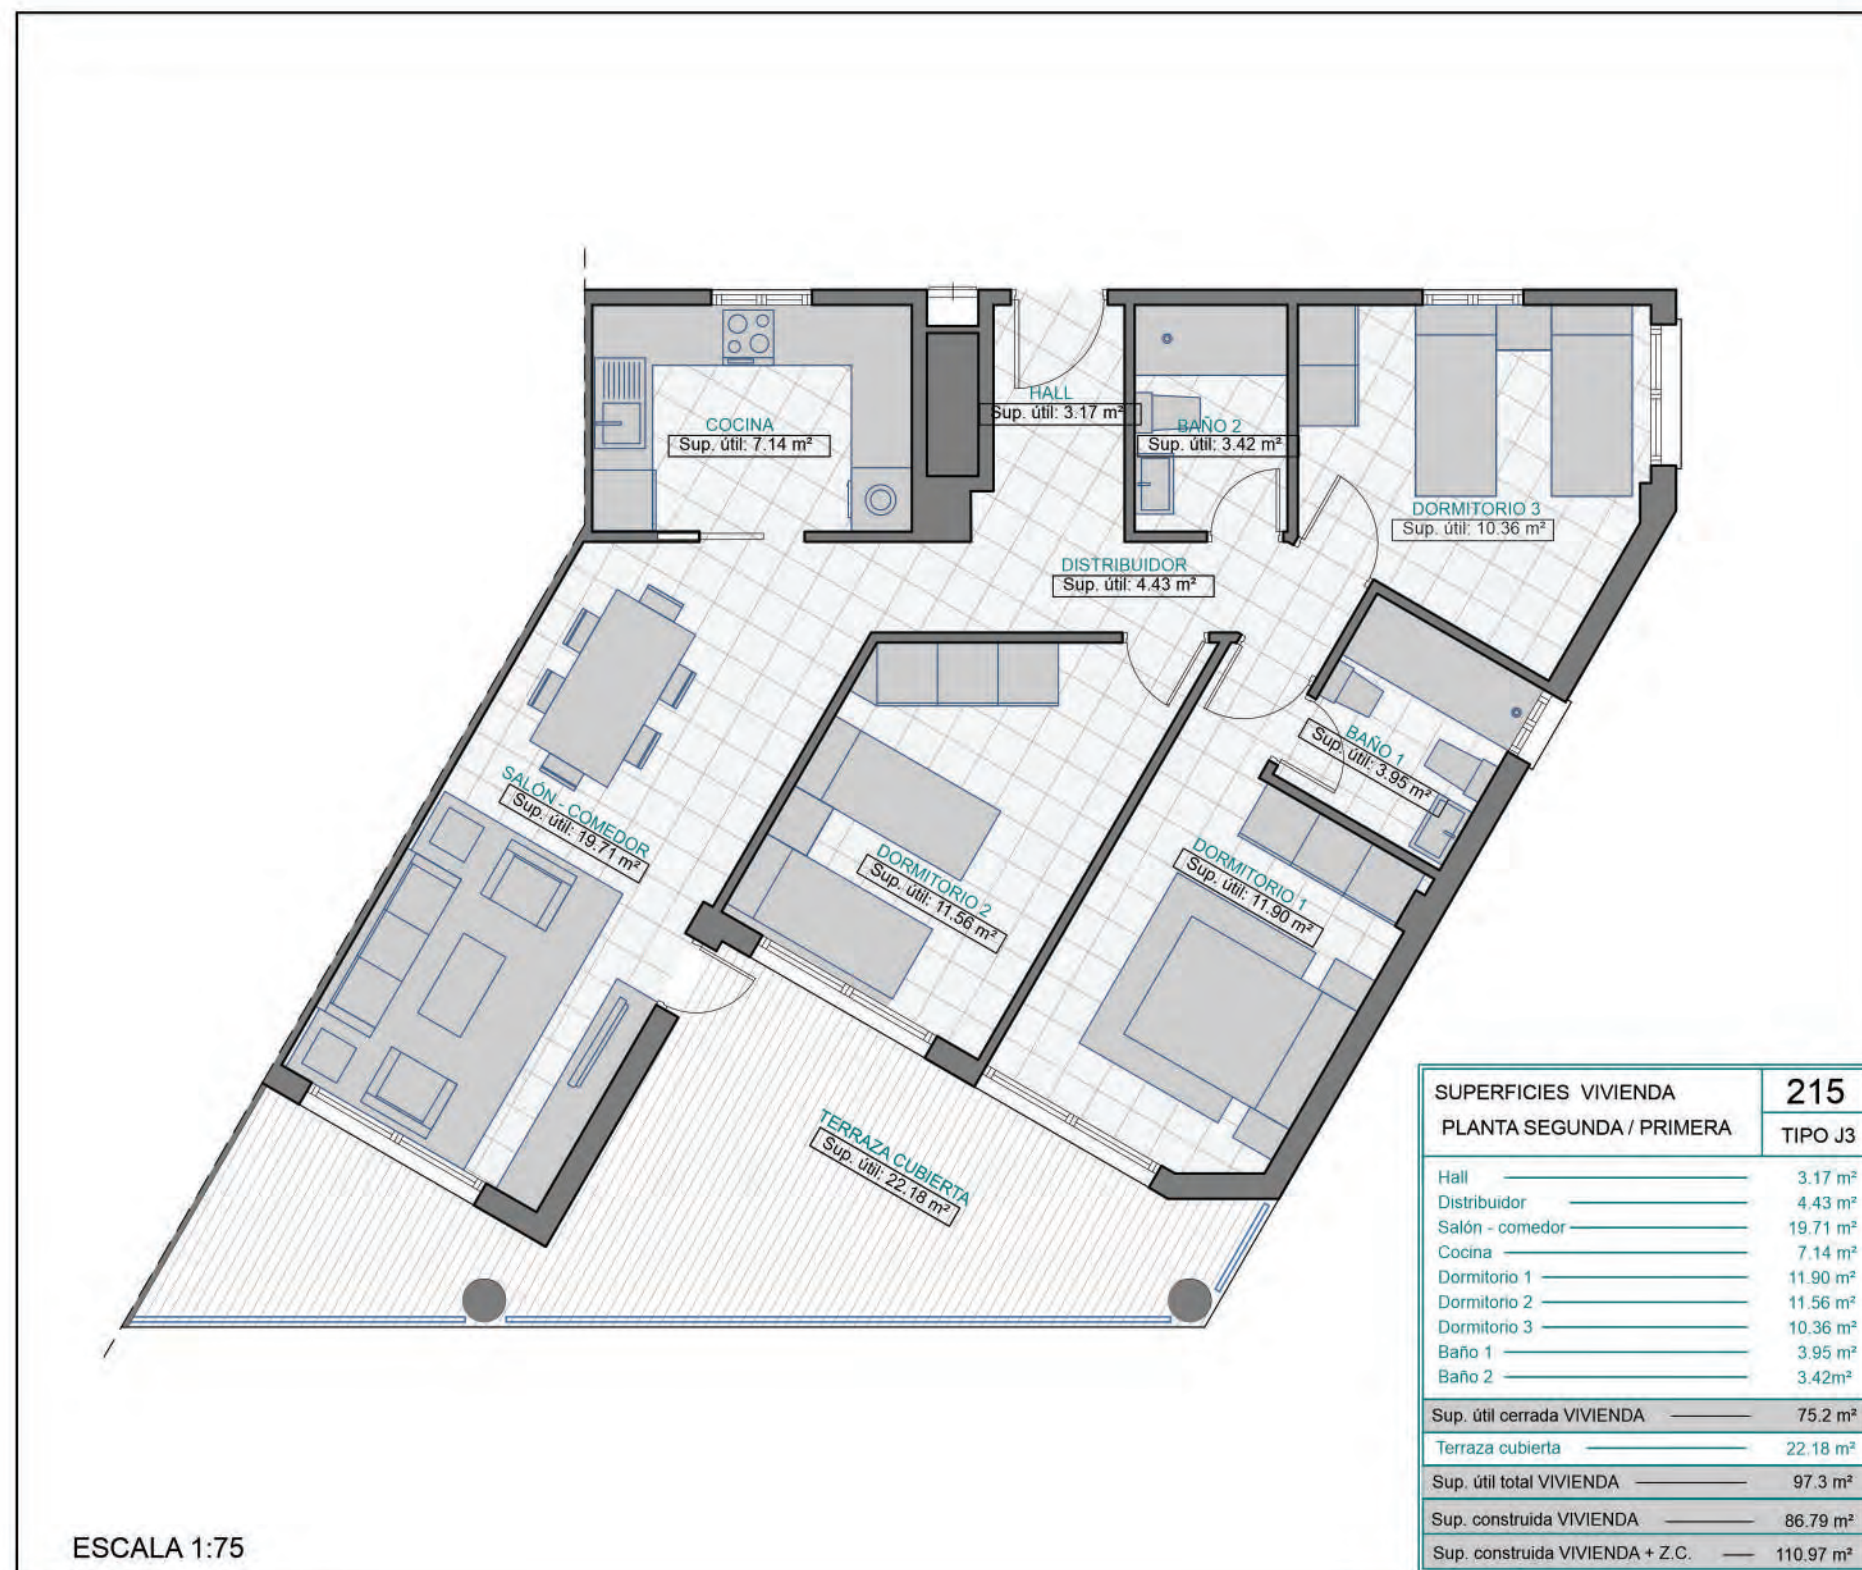 HALL
Sup. útil: 3.17 m²
COCINA
Sup. útil: 7.14 m²
BAÑO 2
Sup. útil: 3.42 m²
DORMITORIO 3
Sup. útil: 10.36 m²
DISTRIBUIDOR
Sup. útil: 4.43 m²
BAÑO 1
Sup. útil: 3.95 m²
SALÓN - COMEDOR
Sup. útil: 19.71 m²
DORMITORIO 2
Sup. útil: 11.56 m²
DORMITORIO 1
Sup. útil: 11.90 m²
TERRAZA CUBIERTA
Sup. útil: 22.18 m²
SUPERFICIES VIVIENDA 215
PLANTA SEGUNDA / PRIMERA TIPO J3
Hall 3.17 m²
Distribuidor 4.43 m²
Salón - comedor 19.71 m²
Cocina 7.14 m²
Dormitorio 1 11.90 m²
Dormitorio 2 11.56 m²
Dormitorio 3 10.36 m²
Baño 1 3.95 m²
Baño 2 3.42m²
Sup. útil cerrada VIVIENDA 75.2 m²
Terraza cubierta 22.18 m²
Sup. útil total VIVIENDA 97.3 m²
Sup. construida VIVIENDA 86.79 m²
Sup. construida VIVIENDA + Z.C. 110.97 m²
ESCALA 1:75